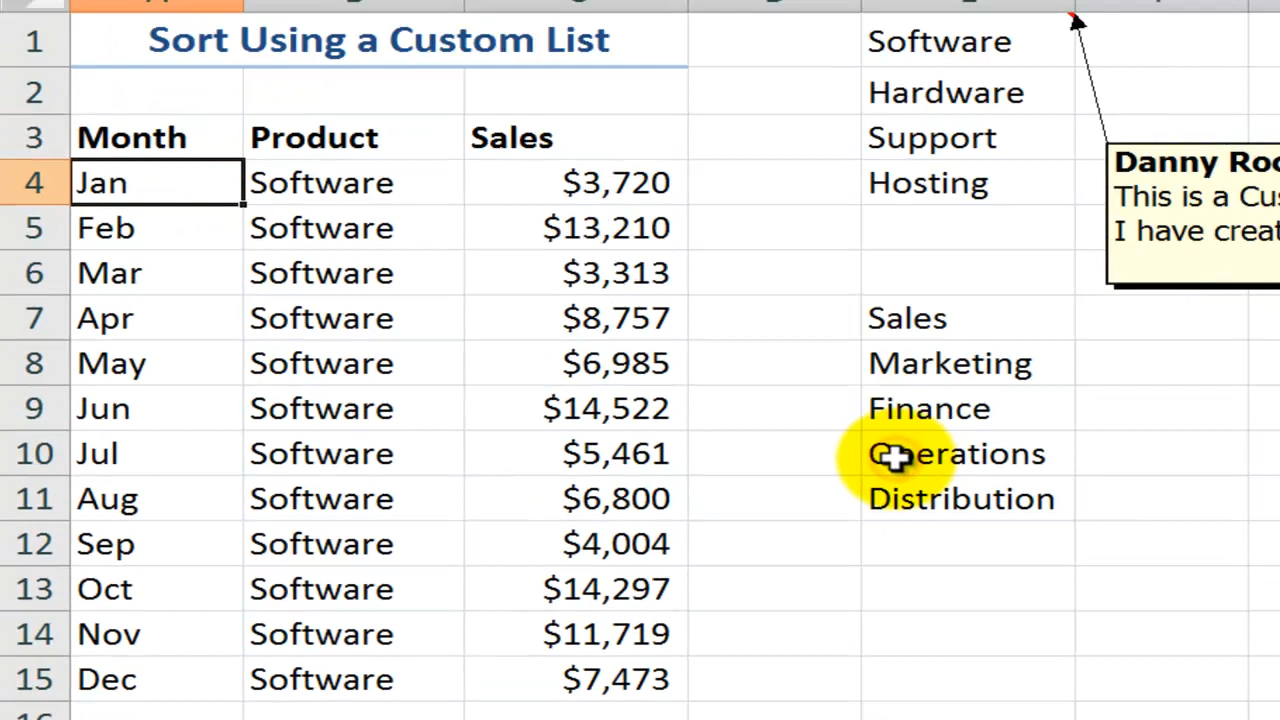 1 Sort Using a Custom List Software
2 Hardware
3 Month Product Sales Support
4 Jan Software $3,720 Hosting
5 Feb Software $13,210
6 Mar Software $3,313
7 Apr Software $8,757 Sales
8 May Software $6,985 Marketing
9 Jun Software $14,522 Finance
10 Jul Software $5,461 Operations
11 Aug Software $6,800 Distribution
12 Sep Software $4,004
13 Oct Software $14,297
14 Nov Software $11,719
15 Dec Software $7,473
Danny
This is a
I have